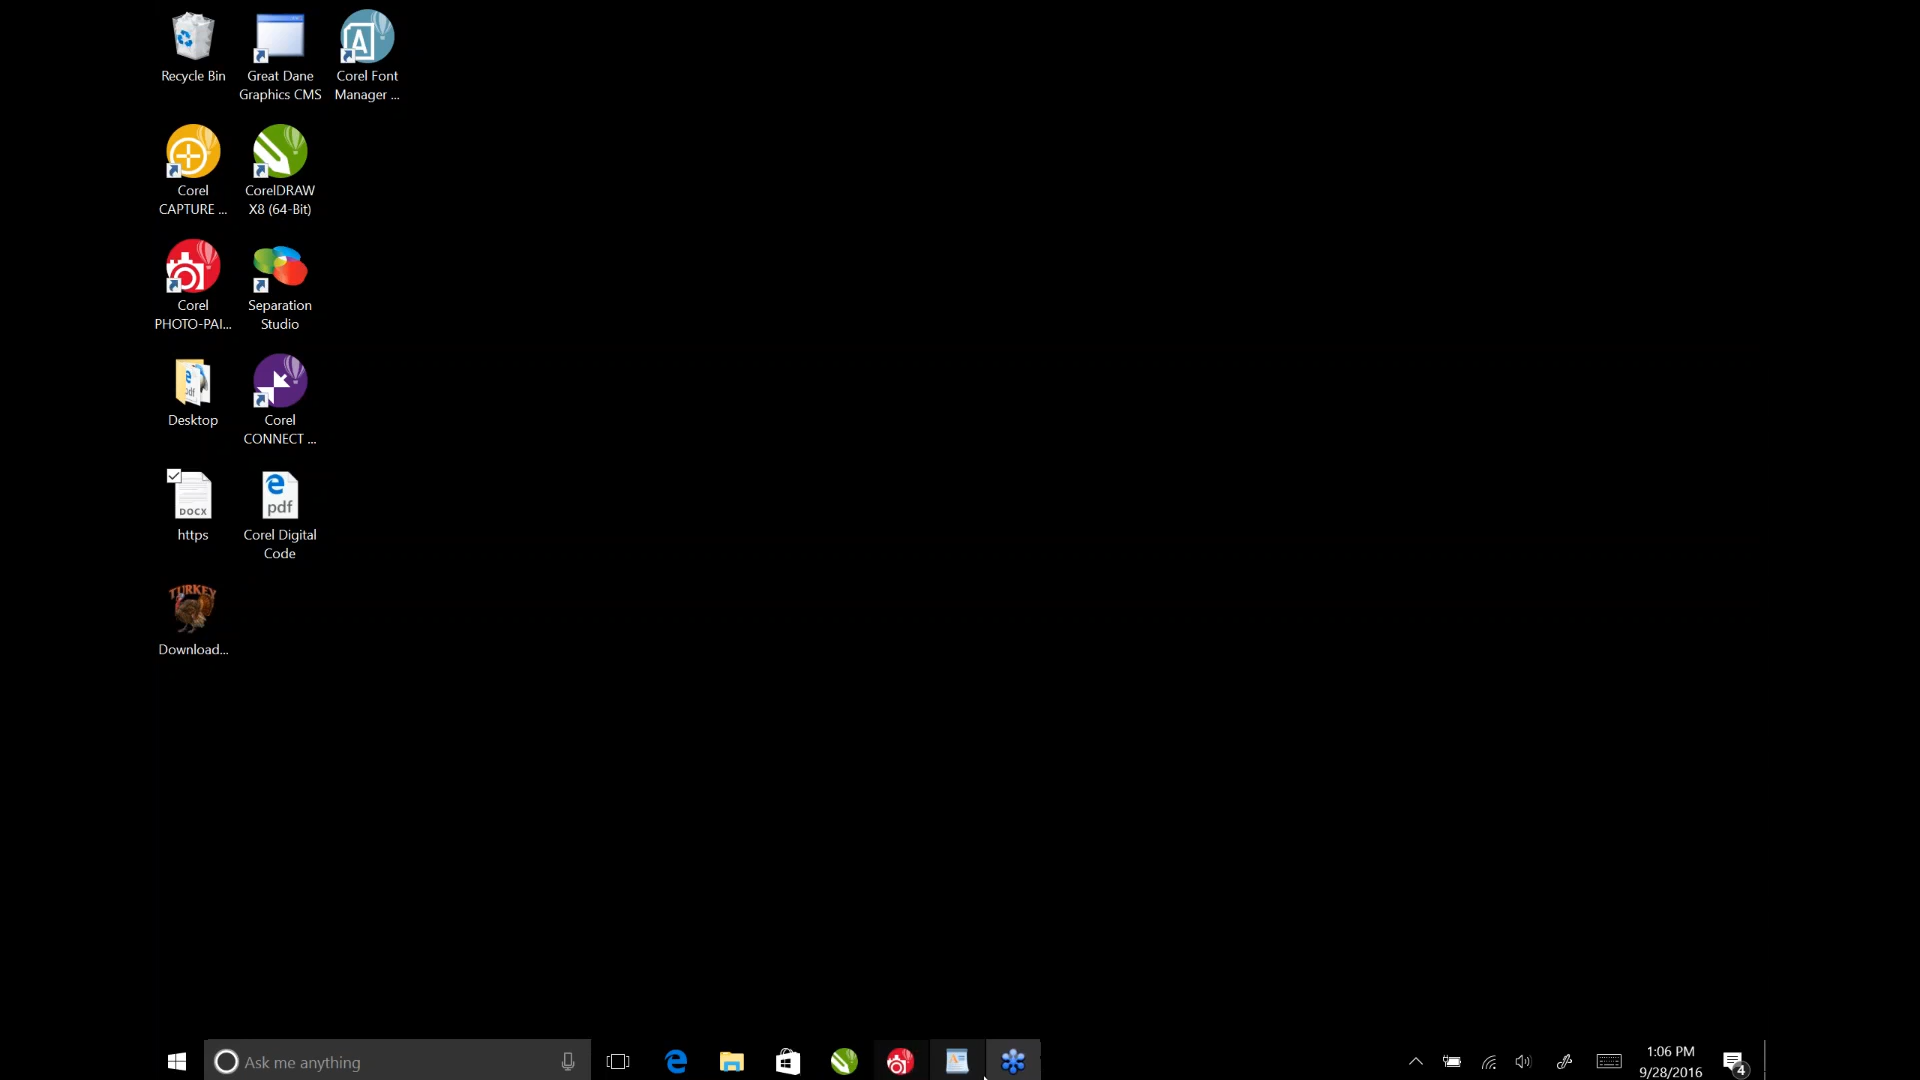 Recycle Bin
Great Dane
Graphics CMS
Corel Font
Manager ...
Corel
CAPTURE ...
CorelDRAW
X8 (64-Bit)
Corel
PHOTO-PAI...
Separation
Studio
Desktop
pdf
Corel
CONNECT ...
DOCX
https
pdf
Corel Digital
Code
TURKEY
Download...
Ask me anything
1:06 PM
9/28/2016
4